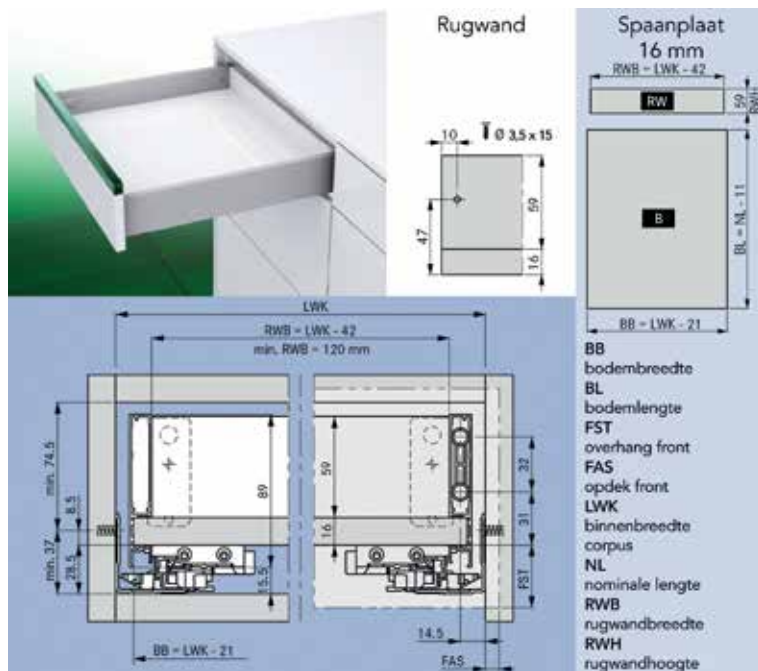 Rugwand
10
Ø 3,5 x 15
47
59
16
Spaanplaat
16 mm
RWB = LWK - 42
RW
59
RWH
B
BL = NL - 11
BB = LWK - 21
LWK
RWB = LWK - 42
min. RWB = 120 mm
min. 74.5
8.5
min. 37
28.5
89
15.5
59
16
32
31
FST
14.5
FAS
BB = LWK - 21
BB
bodembreedte
BL
bodemlengte
FST
overhang front
FAS
opdek front
LWK
binnenbreedte
corpus
NL
nominale lengte
RWB
rugwandbreedte
RWH
rugwandhoogte